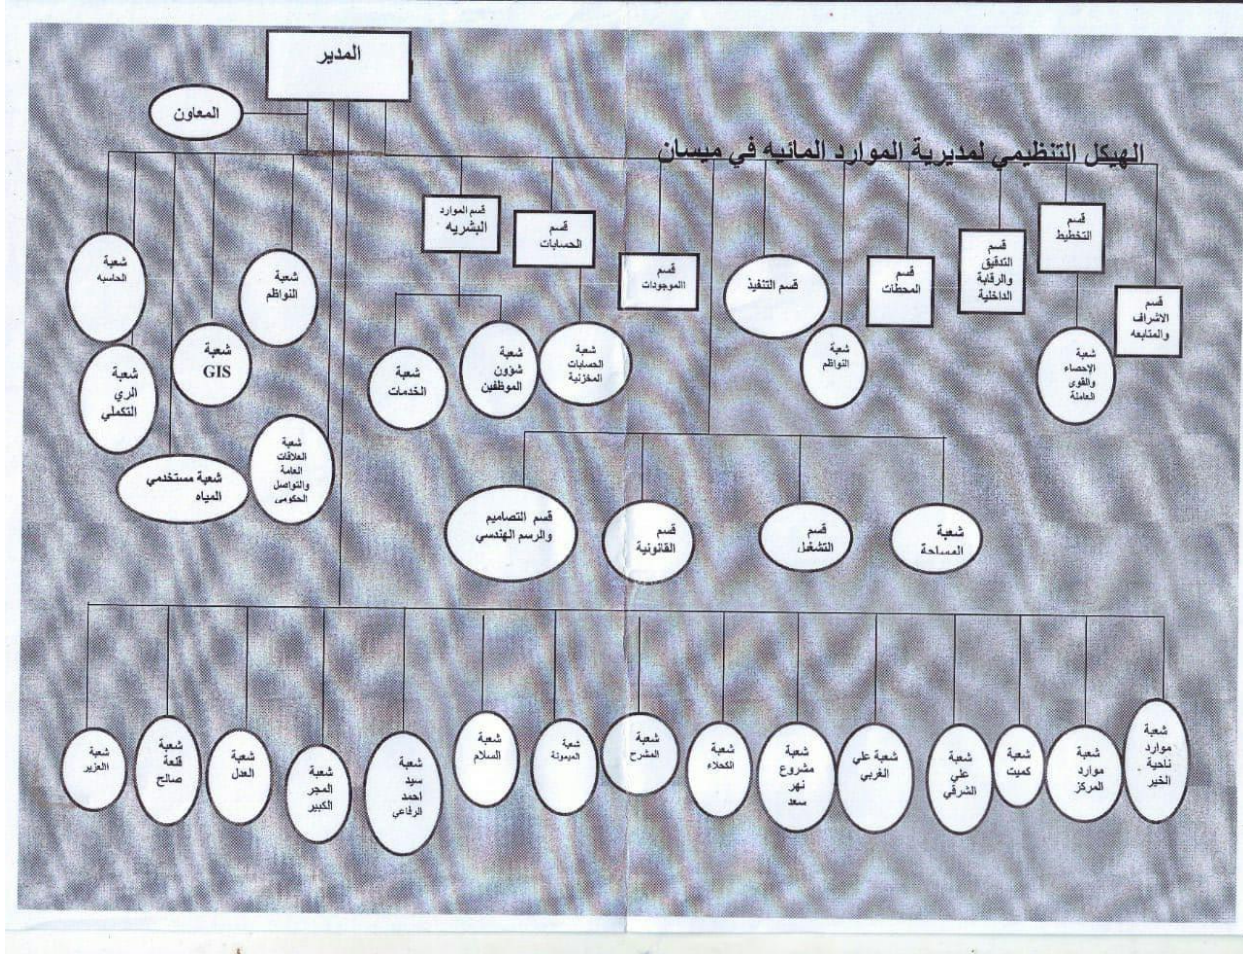 المدير
المعاون
الهيكل التنظيمي لمديرية الموارد المائيه في ميسان
قسم الموارد
البشريه
قسم
الحسابات
قسم
االموجودات
قسم التنفيذ
قسم
المحطات
قسم
التدقيق
والرقابة
الداخلية
قسم
التخطيط
قسم
الاشراف
والمتابعه
شعبة
الحاسبه
شعبة
النواظم
شعبة
GIS
شعبة
الري
التكملي
شعبة مستخدمي
المياه
شعبة
العلاقات
العامة
والتواصل
الحكومي
شعبة
الخدمات
شعبة
شؤون
الموظفين
شعبة
الحسابات
المخزنية
شعبة
النواظم
شعبة
الإحصاء
والقوى
العاملة
قسم التصاميم
والرسم الهندسي
قسم
القانونية
قسم
التشغل
شعبة
المساحة
شعبة
االعزير
شعبة
قلعة
صالح
شعبة
العدل
شعبة
المجر
الكبير
شعبة
سيد
احمد
الرفاعي
شعبة
السلام
شعبة
الميمونة
شعبة
المشرح
شعبة
الكحلاء
شعبة
مشروع
نهر
سعد
شعبة علي
الغربي
شعبة
علي
الشرقي
شعبة
كميت
شعبة
موارد
المركز
شعبة
موارد
ناحية
الخير